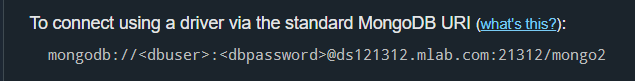 To connect using a driver via the standard MongoDB URI (what's this?):
mongodb://<dbuser>:<dbpassword>@ds121312.mlab.com:21312/mongo2